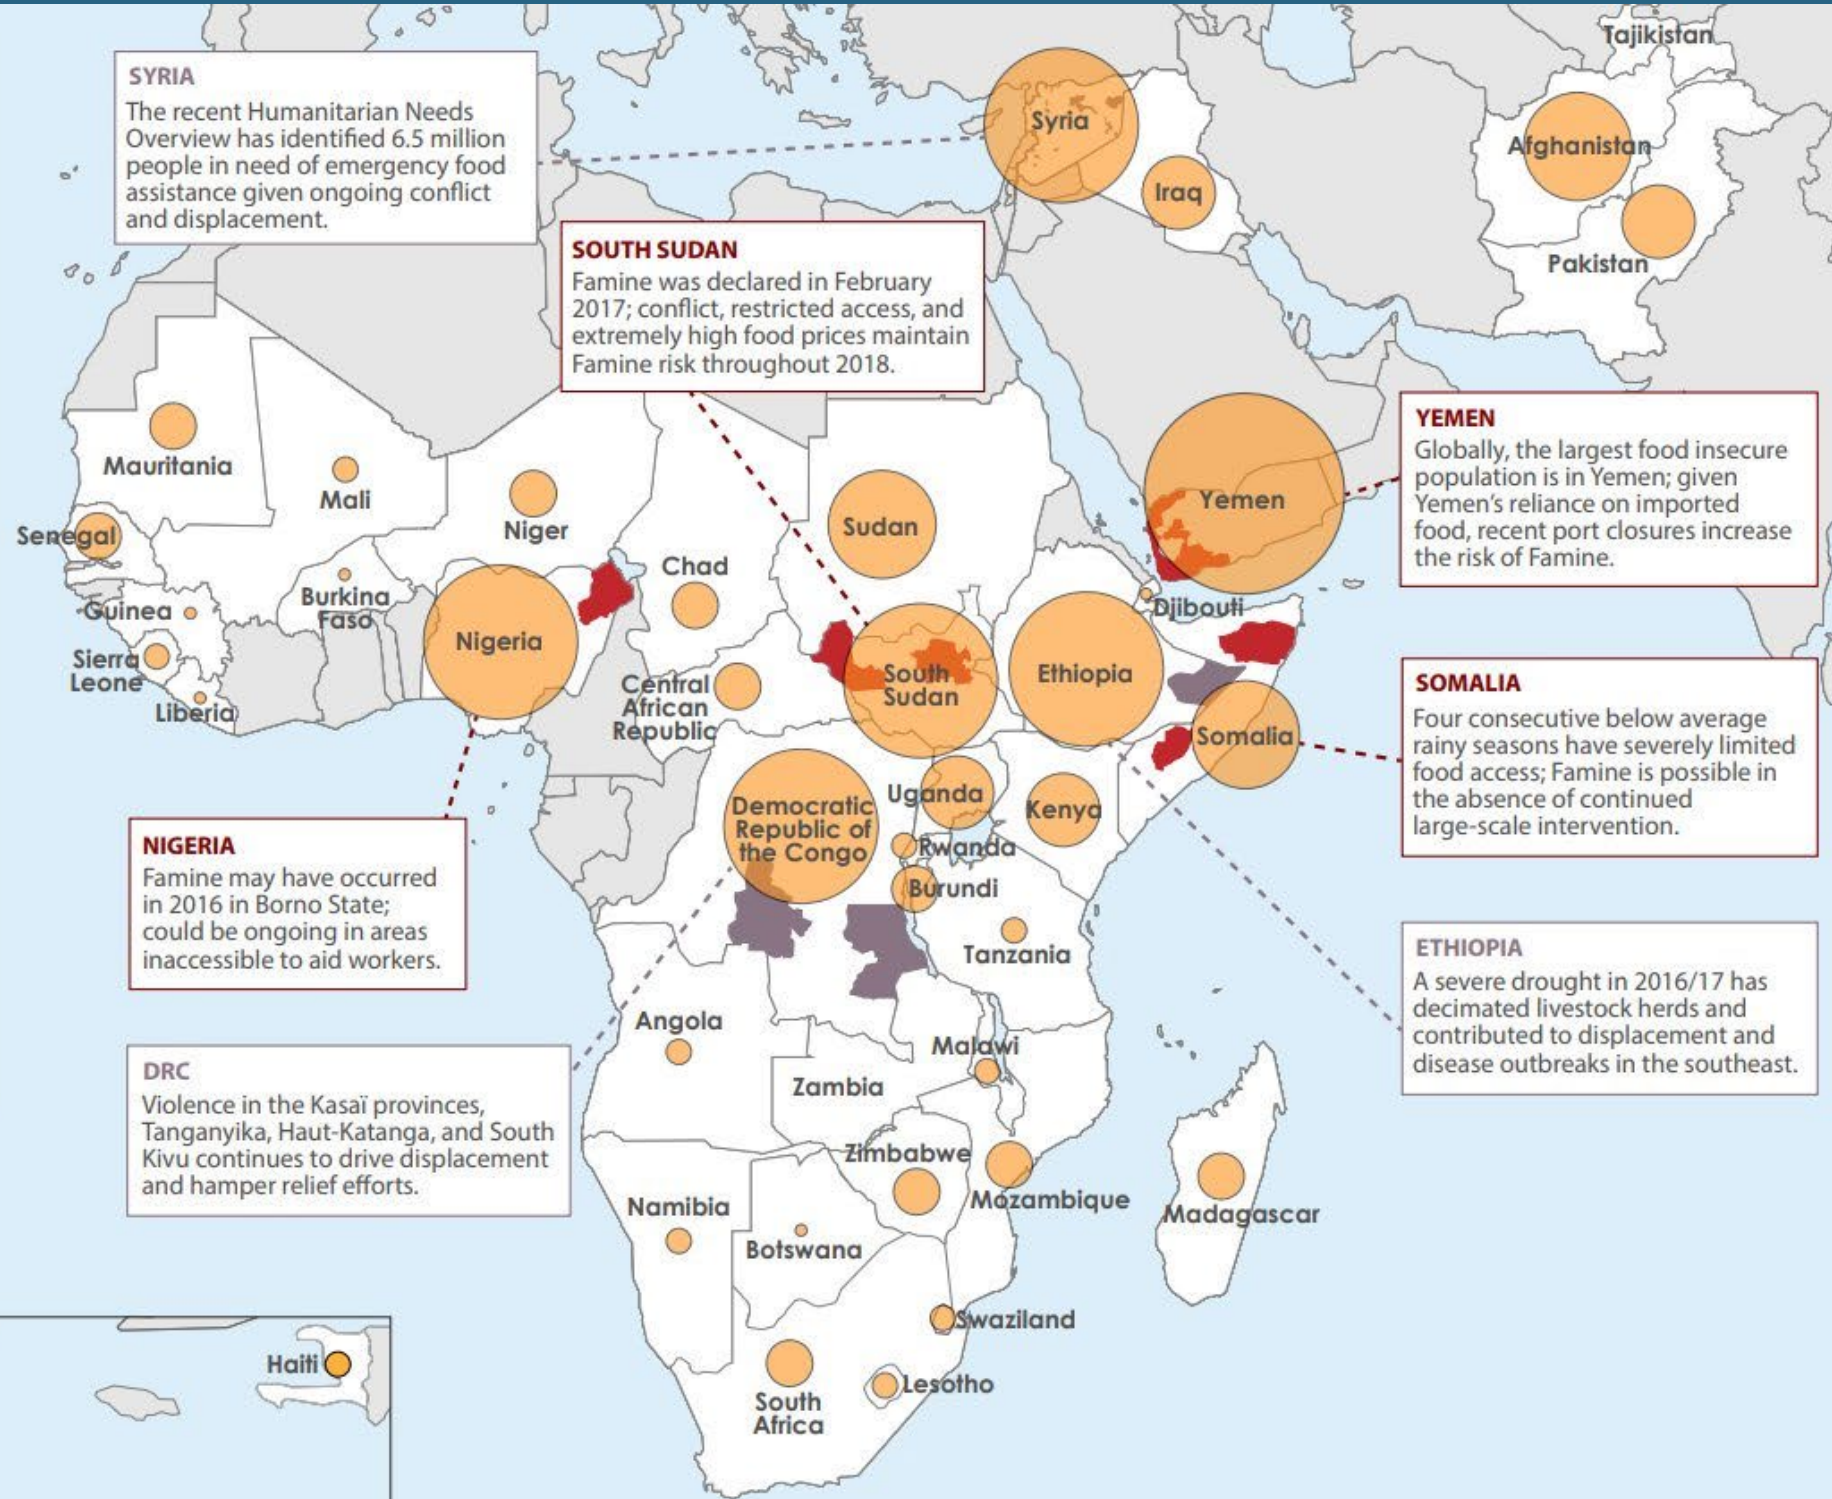 Tajikistan
SYRIA
The recent Humanitarian Needs
Overview has identified 6.5 million
people in need of emergency food
assistance given ongoing conflict
and displacement.
Syria
Iraq
Afghanistan
Pakistan
SOUTH SUDAN
Famine was declared in February
2017; conflict, restricted access, and
extremely high food prices maintain
Famine risk throughout 2018.
YEMEN
Globally, the largest food insecure
population is in Yemen; given
Yemen's reliance on imported
food, recent port closures increase
the risk of Famine.
Mauritania
Mali
Niger
Senegal
Sudan
Yemen
Chad
Burkina
Faso
Guinea
Djibouti
Nigeria
Sierra
Leone
Liberia
Central
African
Republic
South
Sudan
Ethiopia
Somalia
SOMALIA
Four consecutive below average
rainy seasons have severely limited
food access; Famine is possible in
the absence of continued
large-scale intervention.
Democratic
Republic of
the Congo
Uganda
Kenya
Rwanda
Burundi
Tanzania
NIGERIA
Famine may have occurred
in 2016 in Borno State;
could be ongoing in areas
inaccessible to aid workers.
ETHIOPIA
A severe drought in 2016/17 has
decimated livestock herds and
contributed to displacement and
disease outbreaks in the southeast.
Angola
Malawi
Zambia
DRC
Violence in the Kasaï provinces,
Tanganyika, Haut-Katanga, and South
Kivu continues to drive displacement
and hamper relief efforts.
Zimbabwe
Mozambique
Madagascar
Namibia
Botswana
Swaziland
Haiti
Lesotho
South
Africa